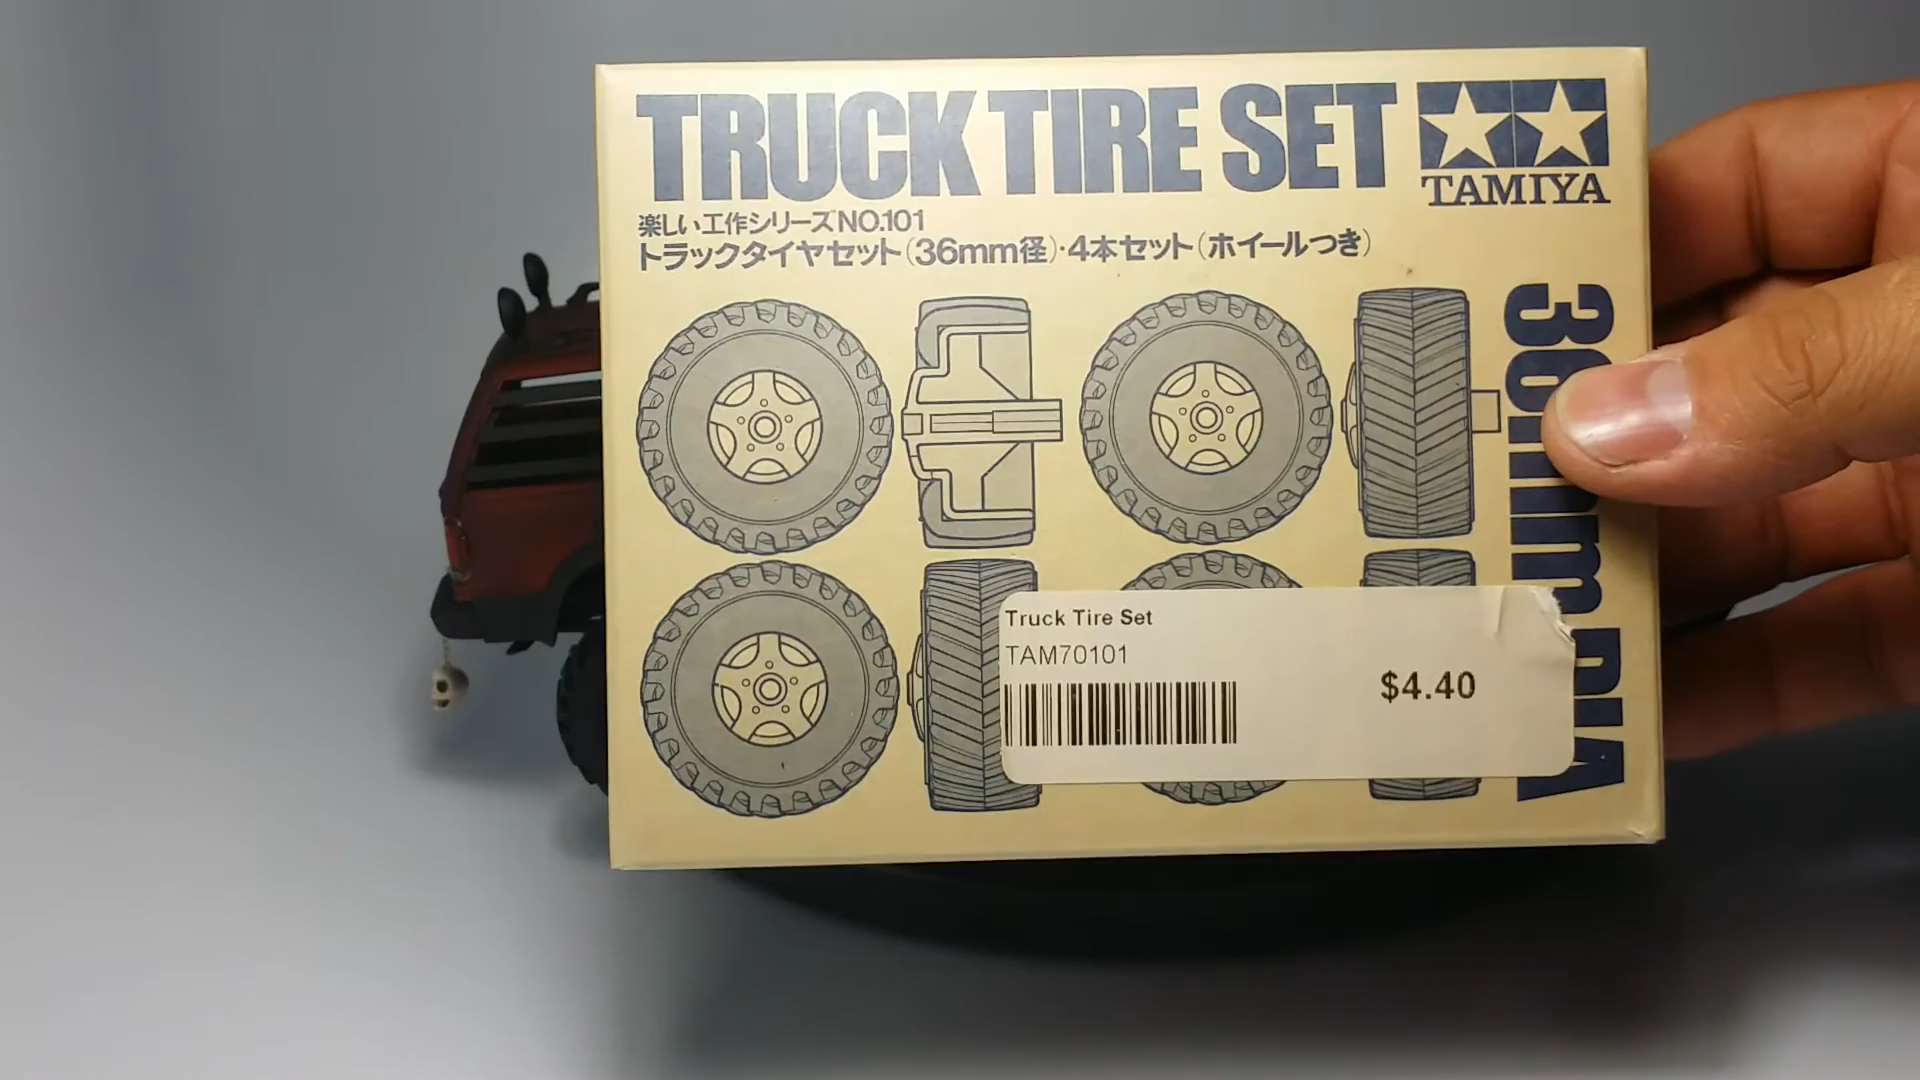 TRUCK TIRE SET
TAMIYA
楽しい工作シリーズNO.101
トラックタイヤセット(36mm径)・4本セット(ホイールつき)
36mm DIA
Truck Tire Set
TAM70101
$4.40